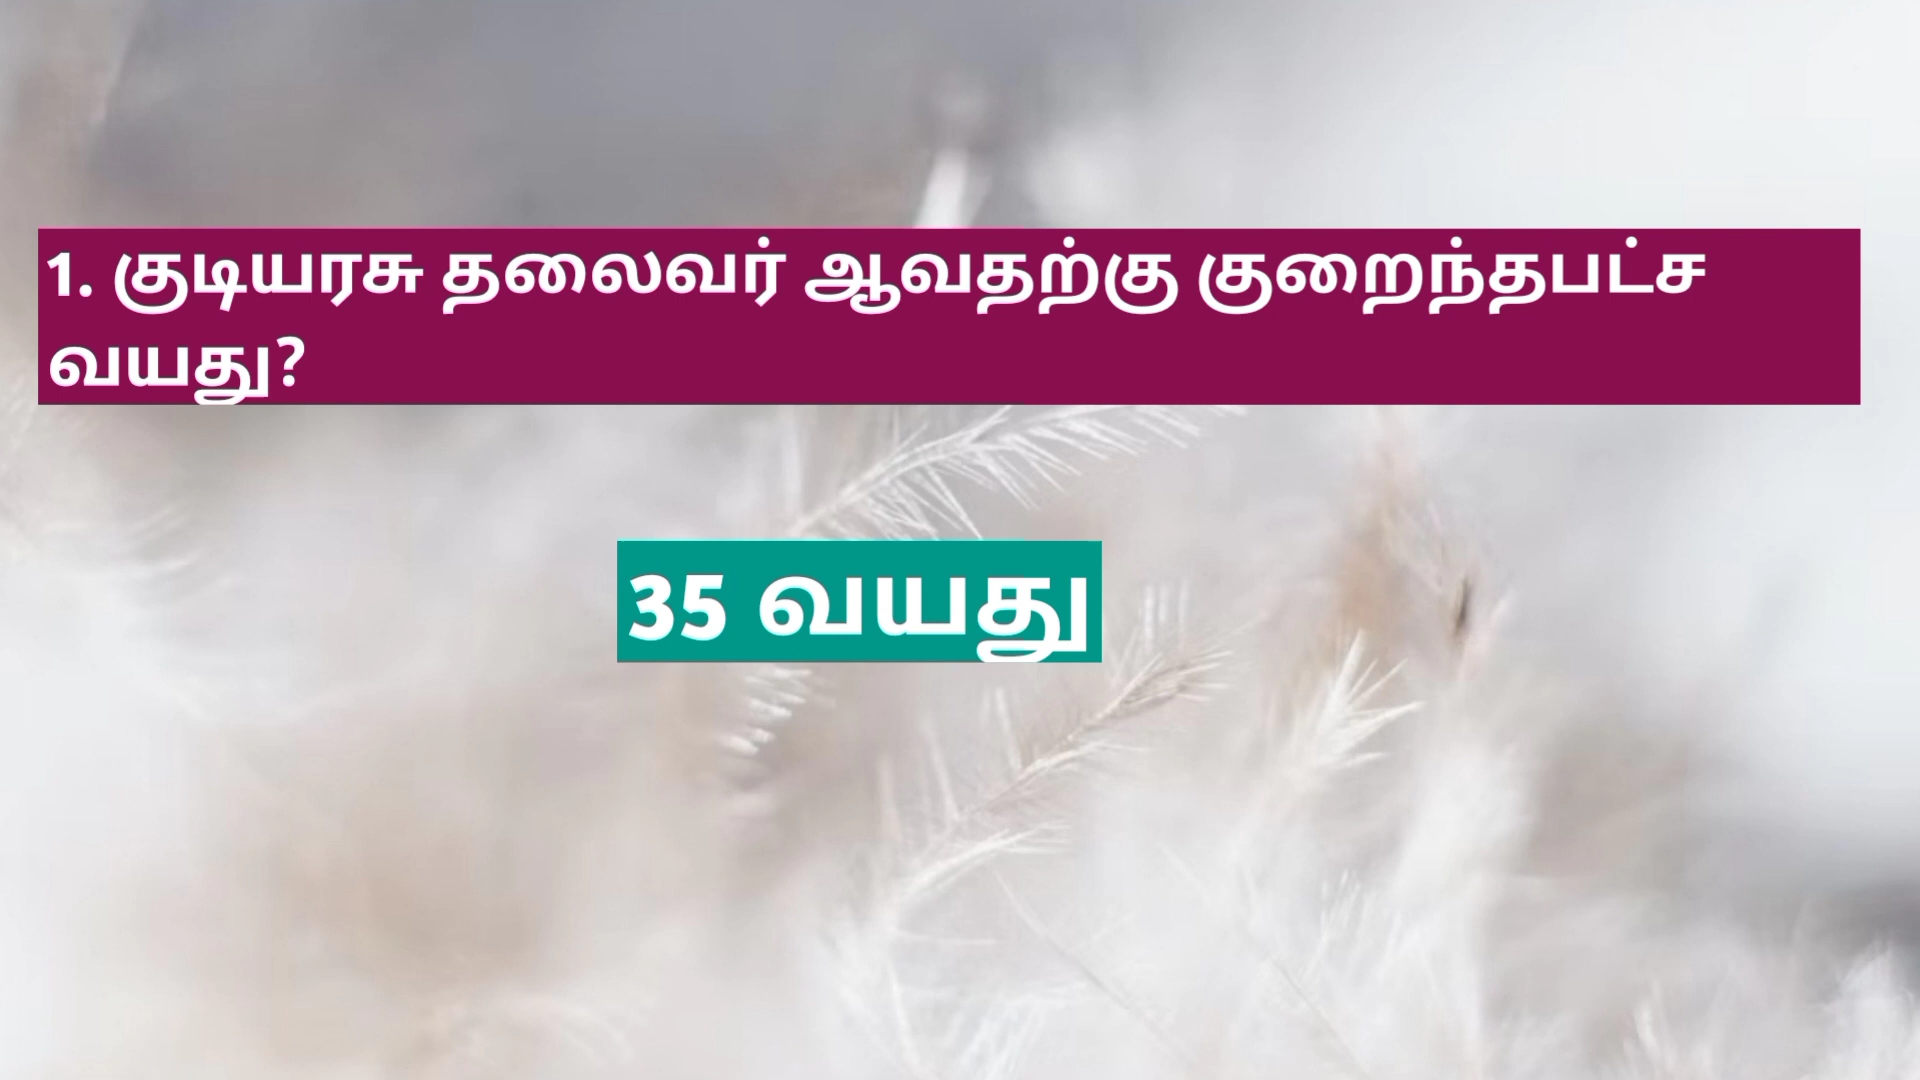 1. குடியரசு தலைவர் ஆவதற்கு குறைந்தபட்ச
வயது?
35 வயது